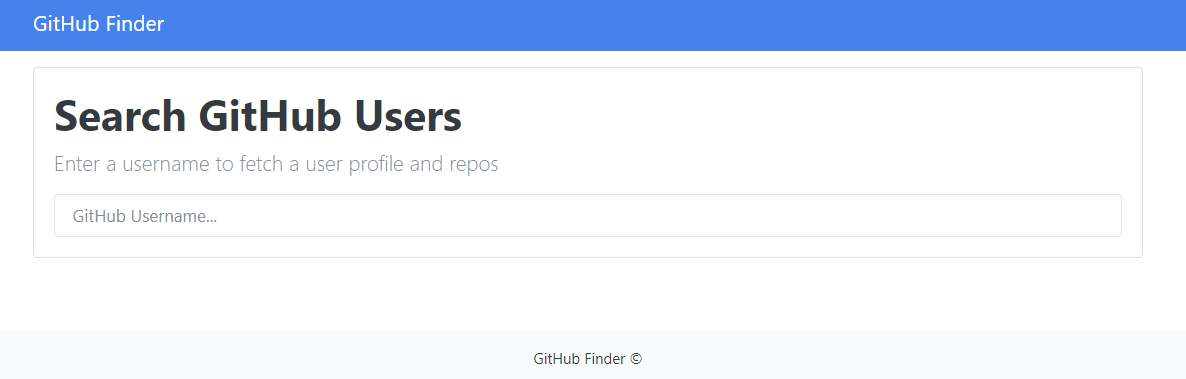 GitHub Finder
Search GitHub Users
Enter a username to fetch a user profile and repos
GitHub Username...
GitHub Finder ©